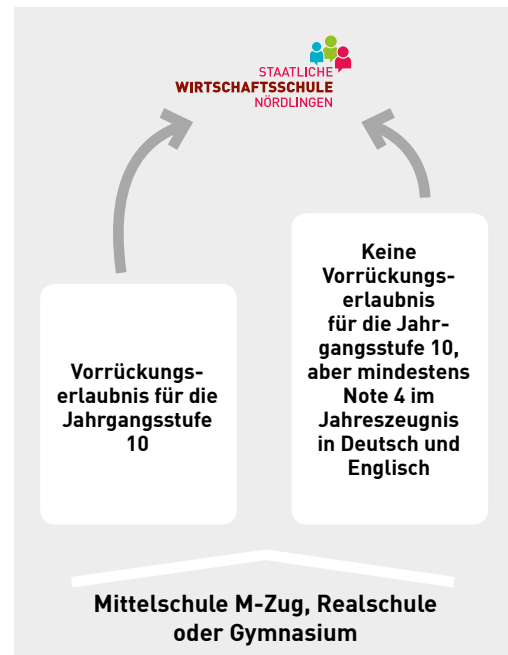 STAATLICHE
WIRTSCHAFTSSCHULE
NÖRDLINGEN
Vorrückungs-
erlaubnis für die
Jahrgangsstufe
10
Keine
Vorrückungs-
erlaubnis
für die Jahr-
gangsstufe 10,
aber mindestens
Note 4 im
Jahreszeugnis
in Deutsch und
Englisch
Mittelschule M-Zug, Realschule
oder Gymnasium